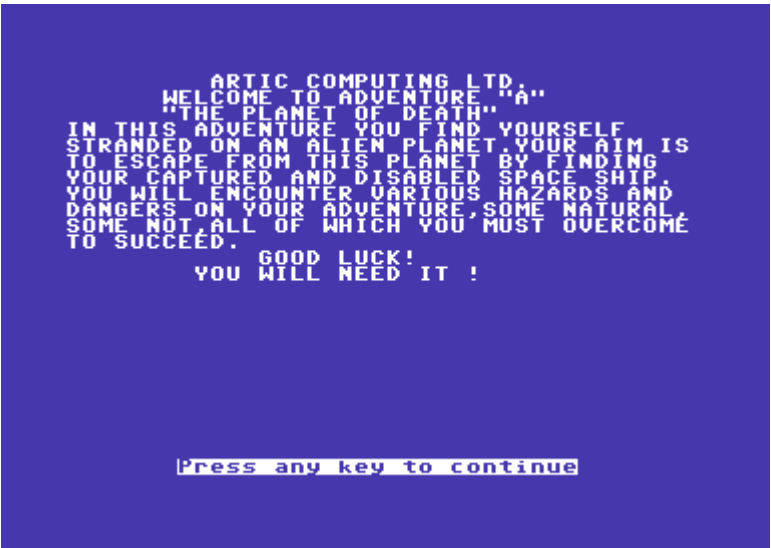 ARTIC COMPUTING LTD.
WELCOME TO ADVENTURE "A"
"THE PLANET OF DEATH"
IN THIS ADVENTURE YOU FIND YOURSELF
STRANDED ON AN ALIEN PLANET.YOUR AIM IS
TO ESCAPE FROM THIS PLANET BY FINDING
YOUR CAPTURED AND DISABLED SPACE SHIP.
YOU WILL ENCOUNTER VARIOUS HAZARDS AND
DANGERS ON YOUR ADVENTURE,SOME NATURAL,
SOME NOT,ALL OF WHICH YOU MUST OVERCOME
TO SUCCEED.
GOOD LUCK!
YOU WILL NEED IT !
Press any key to continue